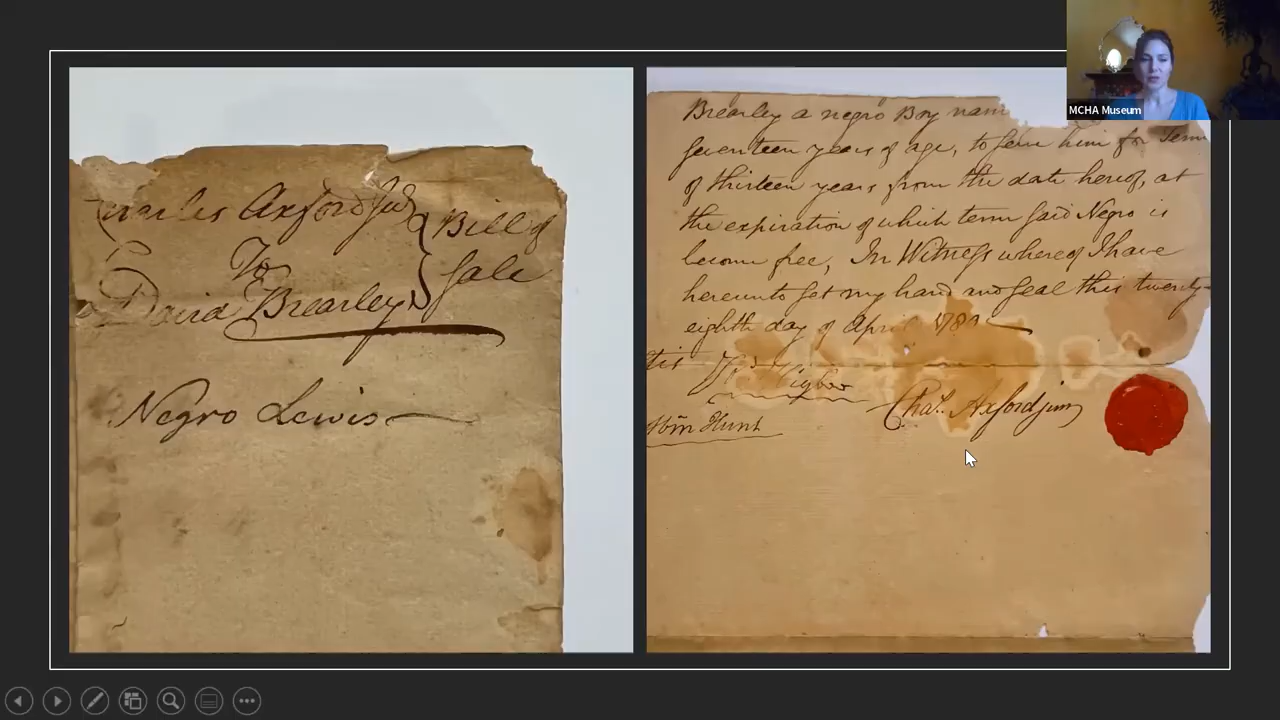 Charles Axford Jun
Bill of
To
Sale
David Brearley
Negro Lewis
Brearley a negro Boy nam
seventeen years of age, to serve him for Term
of thirteen years from the date hereof, at
the expiration of which term said Negro is
become free, In Witness whereof I have
hereunto set my hand and seal this twenty
eighth day of April 178
Chas. Axford jun
Wm Hunt
MCHA Museum